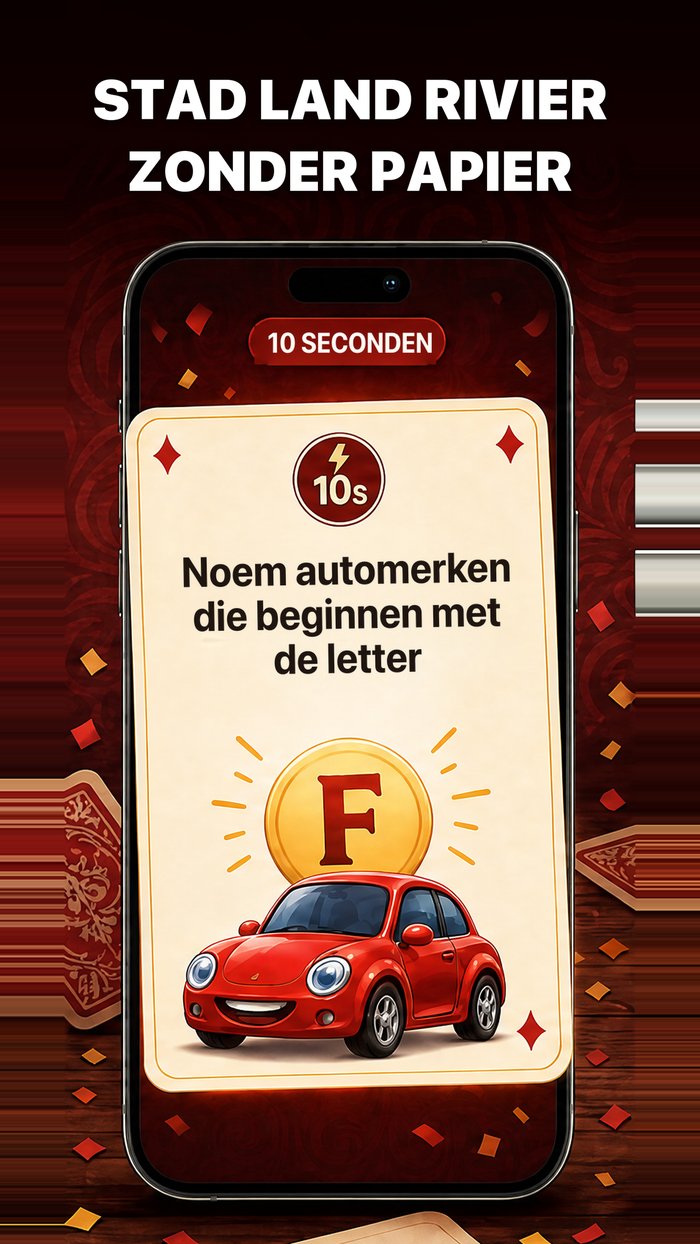 STAD LAND RIVIER
ZONDER PAPIER
10 SECONDEN
10s
Noem automerken
die beginnen met
de letter
F